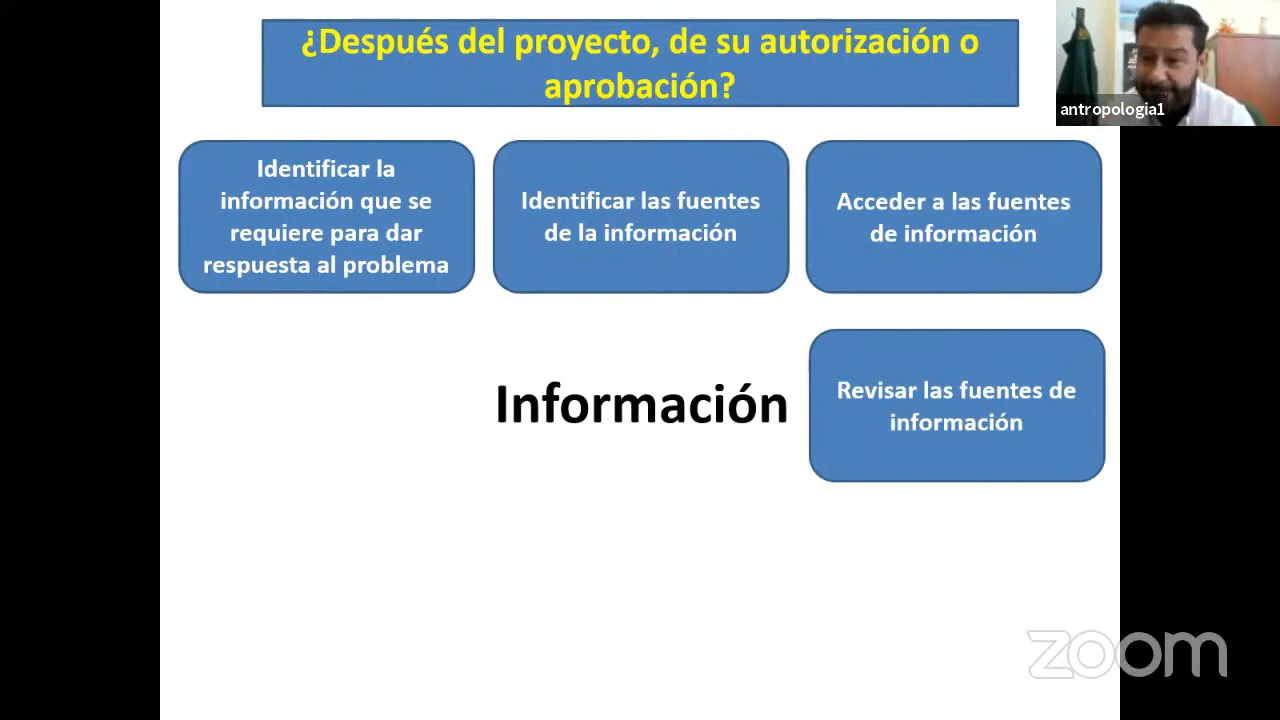 ¿Después del proyecto, de su autorización o
aprobación?
antropologia1
Identificar la
información que se
requiere para dar
respuesta al problema
Identificar las fuentes
de la información
Acceder a las fuentes
de información
Información
Revisar las fuentes de
información
zoom